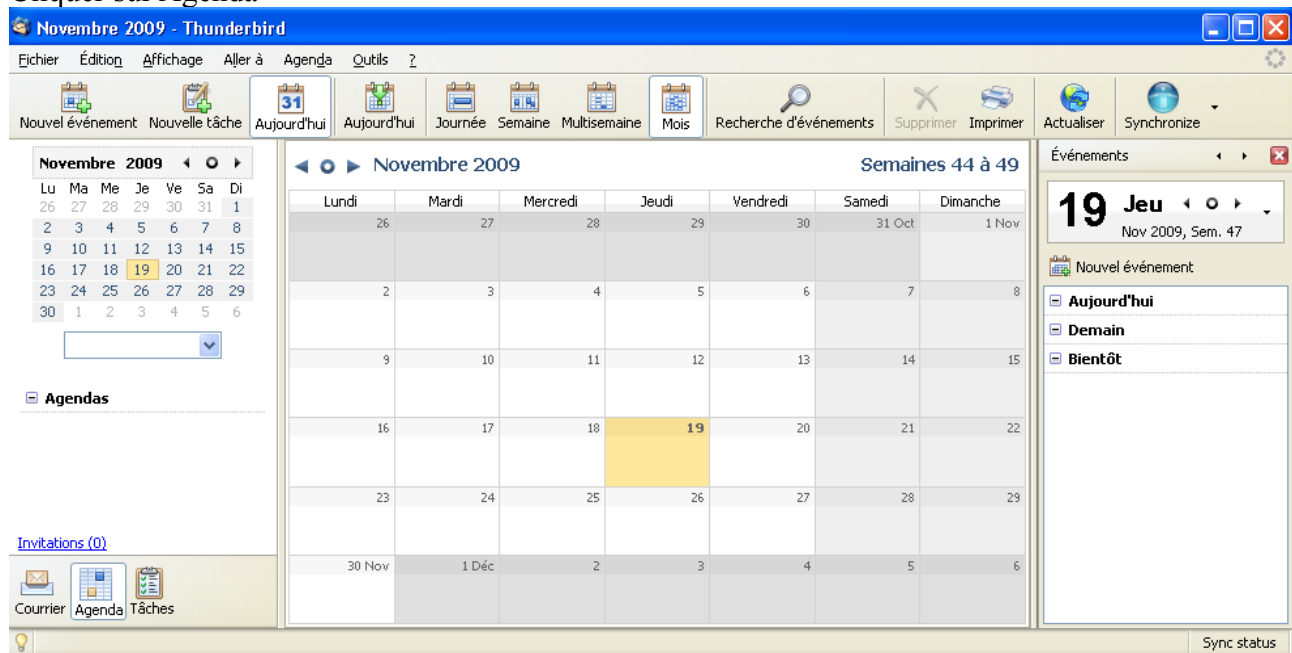 Cliquer sur Agenda
Novembre 2009 - Thunderbird
Fichier Édition Affichage Aller à Agenda Outils ?
Nouvel événement Nouvelle tâche 31 Aujourd'hui Aujourd'hui Journée Semaine Multisemaine Mois Recherche d'événements Supprimer Imprimer Actualiser Synchronize
Novembre 2009
Lu Ma Me Je Ve Sa Di
26 27 28 29 30 31 1
2 3 4 5 6 7 8
9 10 11 12 13 14 15
16 17 18 19 20 21 22
23 24 25 26 27 28 29
30 1 2 3 4 5 6
Agendas
Invitations (0)
Courrier Agenda Tâches
Novembre 2009 Semaines 44 à 49
Lundi Mardi Mercredi Jeudi Vendredi Samedi Dimanche
26 27 28 29 30 31 Oct 1 Nov
2 3 4 5 6 7 8
9 10 11 12 13 14 15
16 17 18 19 20 21 22
23 24 25 26 27 28 29
30 Nov 1 Déc 2 3 4 5 6
Événements
19 Jeu
Nov 2009, Sem. 47
Nouvel événement
Aujourd'hui
Demain
Bientôt
Sync status